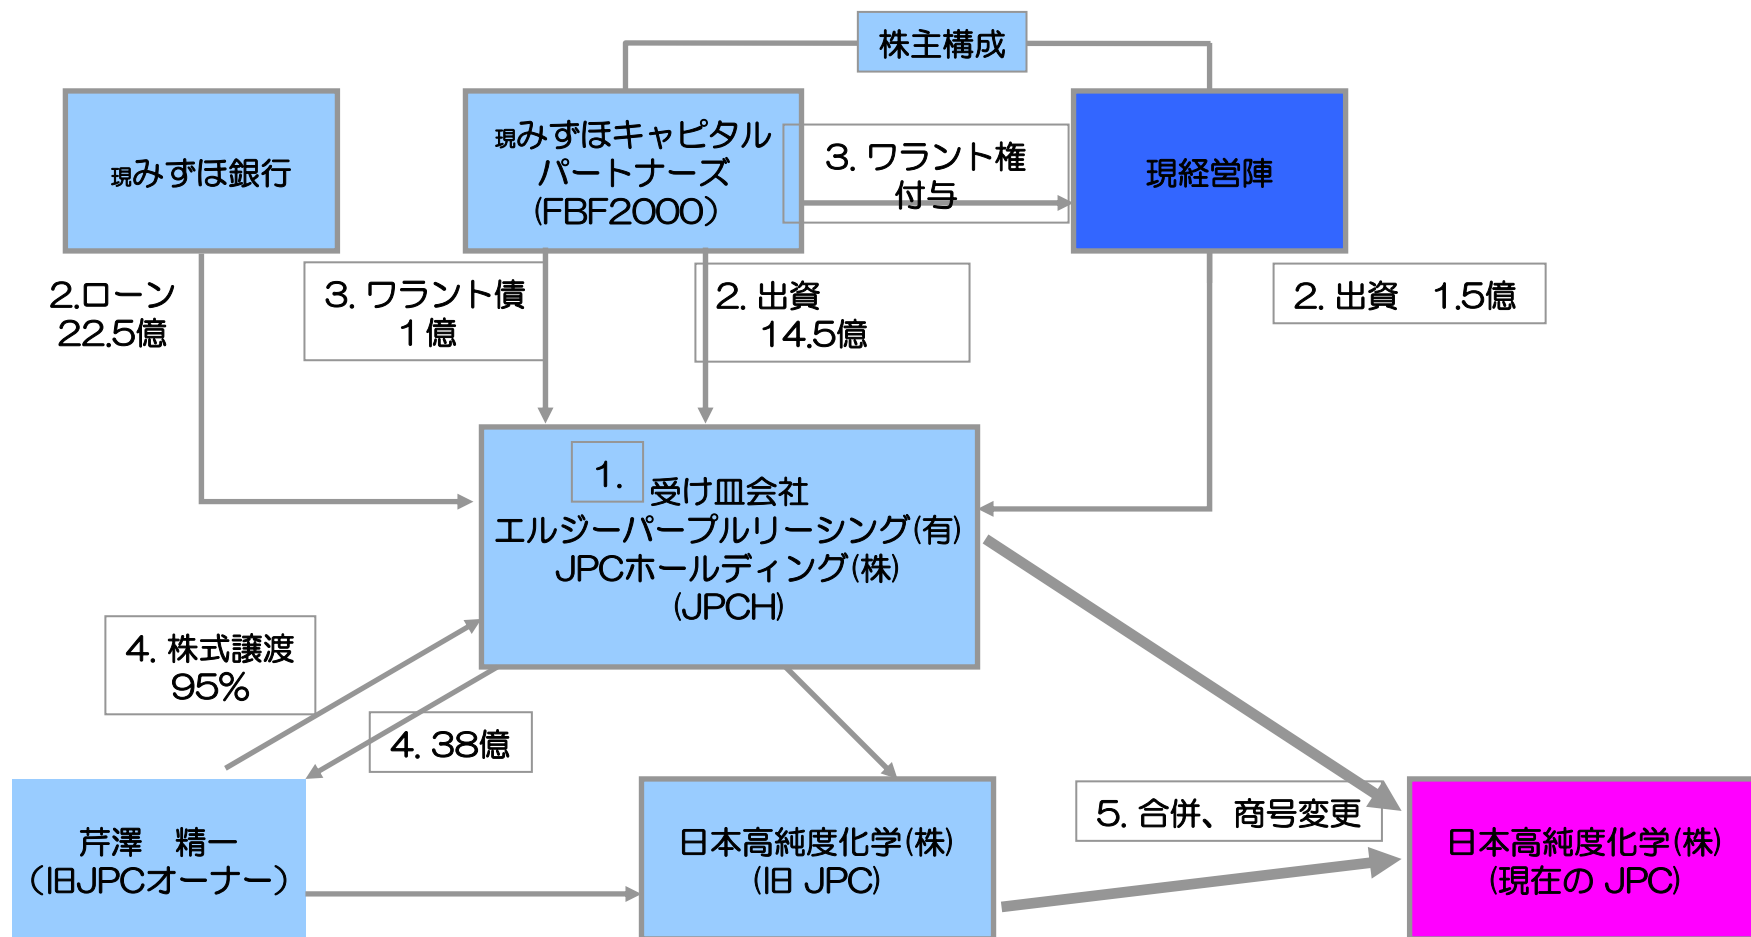 株主構成
現みずほ銀行
現みずほキャピタル
パートナーズ
(FBF2000）
3. ワラント権
付与
現経営陣
2.ローン
22.5億
3. ワラント債
1 億
2. 出資
14.5億
2. 出資　1.5億
1.
受け皿会社
エルジーパープルリーシング(有)
JPCホールディング(株)
(JPCH)
4. 株式譲渡
95%
4. 38億
芹澤　精一
（旧JPCオーナー）
日本高純度化学(株)
(旧 JPC)
5. 合併、商号変更
日本高純度化学(株)
(現在の JPC)